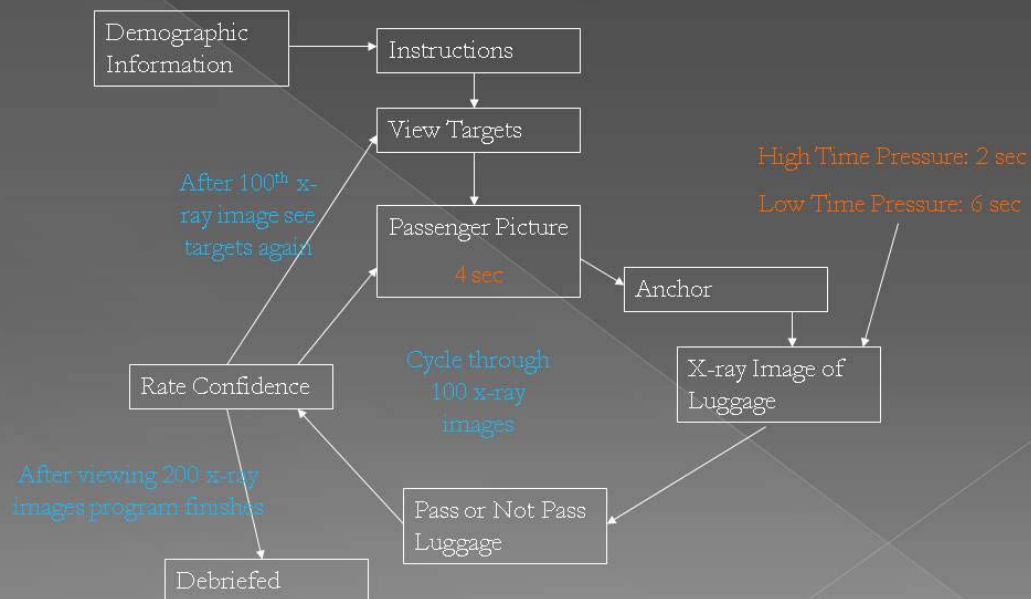 Demographic
Information
Instructions
View Targets
High Time Pressure: 2 sec
Low Time Pressure: 6 sec
After 100th x-
ray image see
targets again
Passenger Picture
4 sec
Anchor
X-ray Image of
Luggage
Cycle through
100 x-ray
images
Rate Confidence
After viewing 200 x-ray
images program finishes
Pass or Not Pass
Luggage
Debriefed